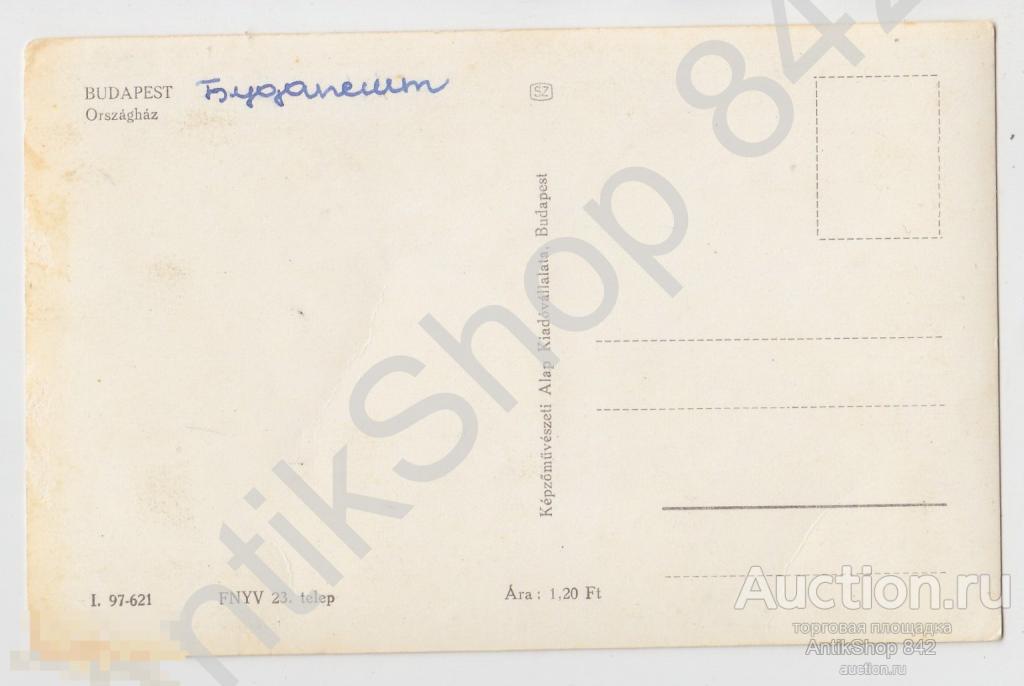 BUDAPEST Будапешт
Országház
SZ
Képzőművészeti Alap Kiadóvállalata, Budapest
I. 97-621 FNYV 23. telep Ára: 1,20 Ft
ntikShop 842
Auction.ru
торговая площадка
AntikShop 842
auction.ru